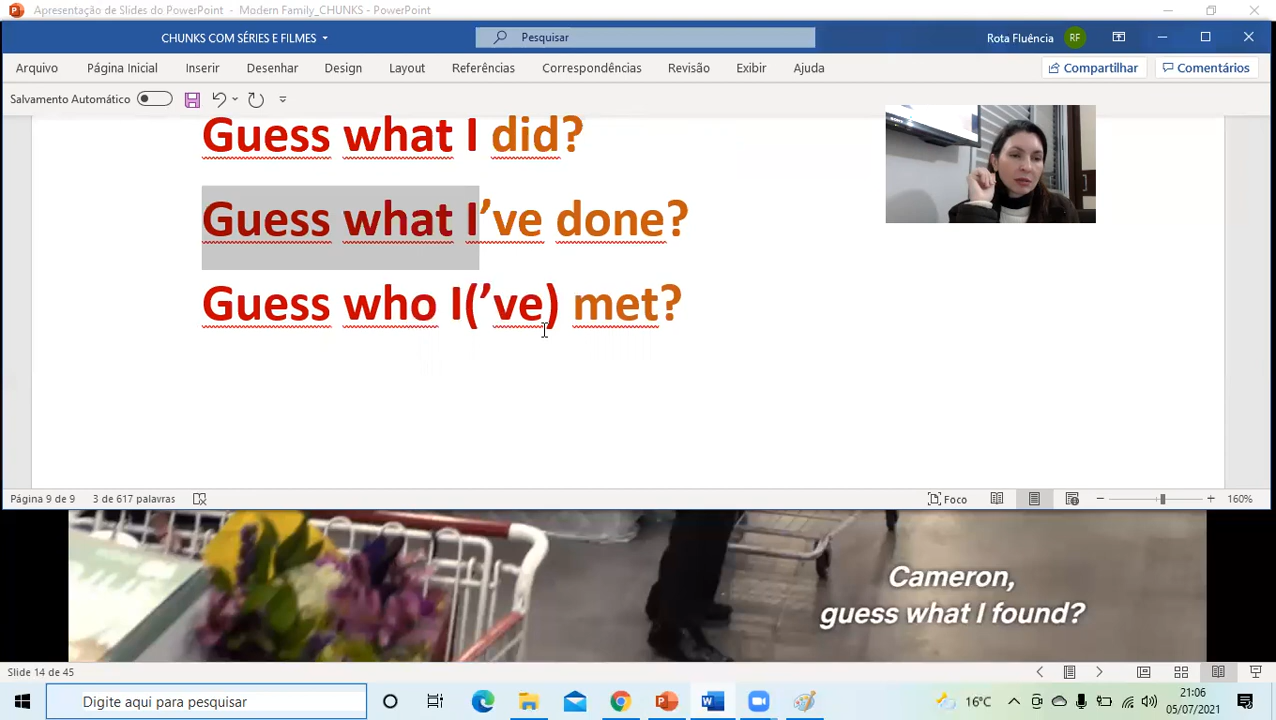 Apresentação de Slides do PowerPoint - Modern Family_CHUNKS - PowerPoint
CHUNKS COM SÉRIES E FILMES
Pesquisar
Rota Fluência RF
Arquivo Página Inicial Inserir Desenhar Design Layout Referências Correspondências Revisão Exibir Ajuda
Compartilhar Comentários
Salvamento Automático
Guess what I did?
Guess what I've done?
Guess who I('ve) met?
Página 9 de 9 3 de 617 palavras
Foco
160%
Cameron,
guess what I found?
Slide 14 de 45
Digite aqui para pesquisar
16°C
21:06
05/07/2021